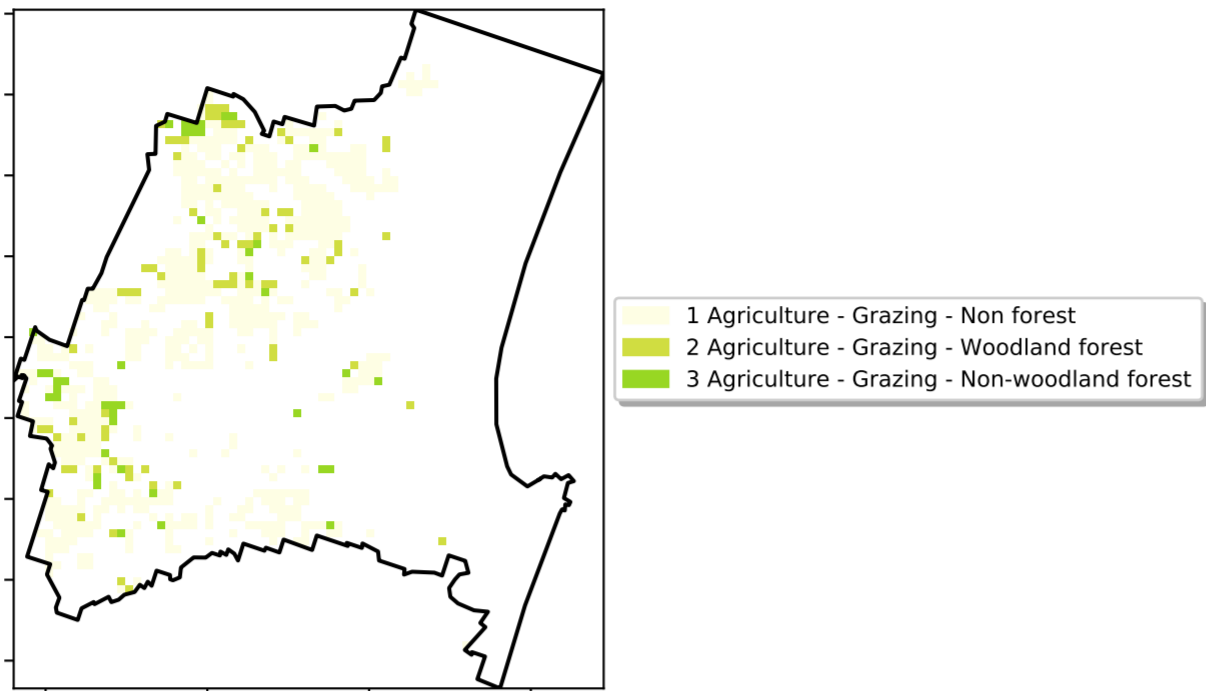 1 Agriculture - Grazing - Non forest
2 Agriculture - Grazing - Woodland forest
3 Agriculture - Grazing - Non-woodland forest